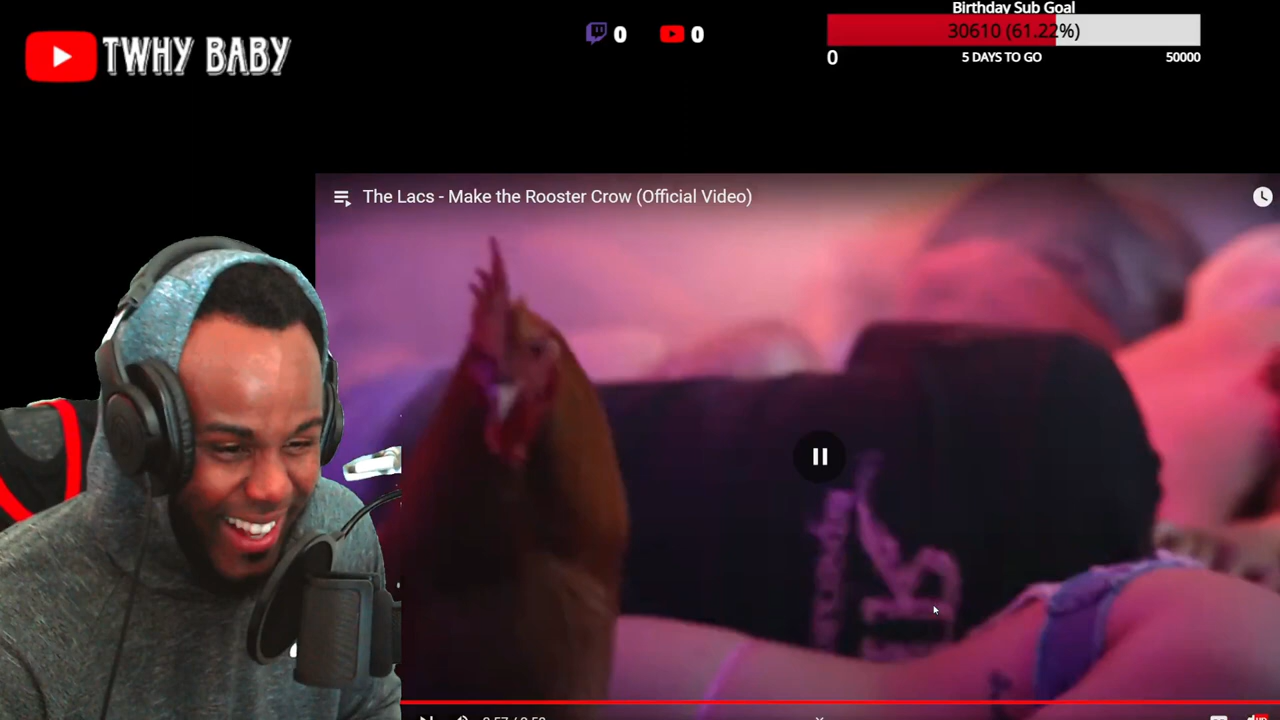 Birthday Sub Goal
TWHY BABY
0
0
30610 (61.22%)
0
5 DAYS TO GO
50000
The Lacs - Make the Rooster Crow (Official Video)